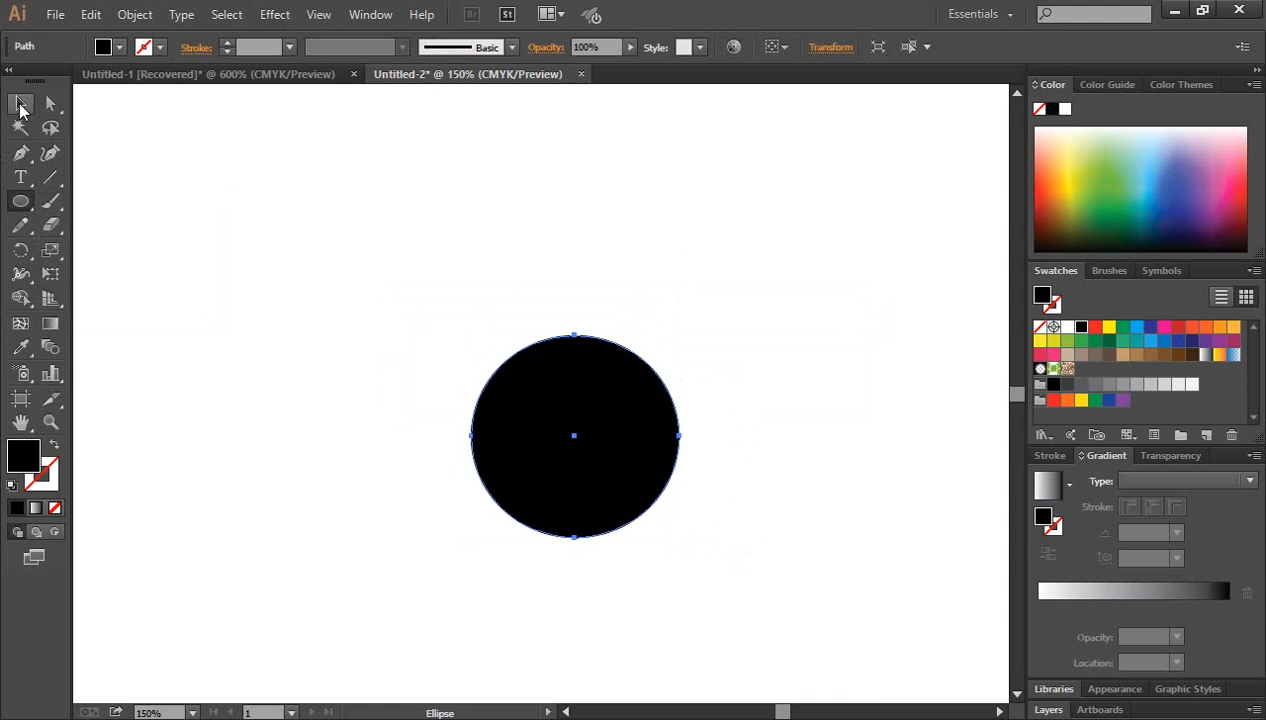 Ai File Edit Object Type Select Effect View Window Help Br St Essentials
Path Stroke: Basic Opacity: 100% Style: Transform
Untitled-1 [Recovered]* @ 600% (CMYK/Preview) × Untitled-2* @ 150% (CMYK/Preview) ×
Color Color Guide Color Themes
T
Swatches Brushes Symbols
Stroke Gradient Transparency
Type:
Stroke:
Opacity:
Location:
Libraries Appearance Graphic Styles
Layers Artboards
150% 1 Ellipse